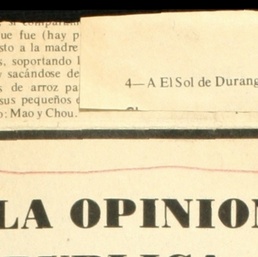 ue fue (hay p
sto a la madre
s, soportando l
y sacándose de
s de arroz pa
sus pequeños e
o: Mao y Chou.
4—A El Sol de Durang
LA OPINION